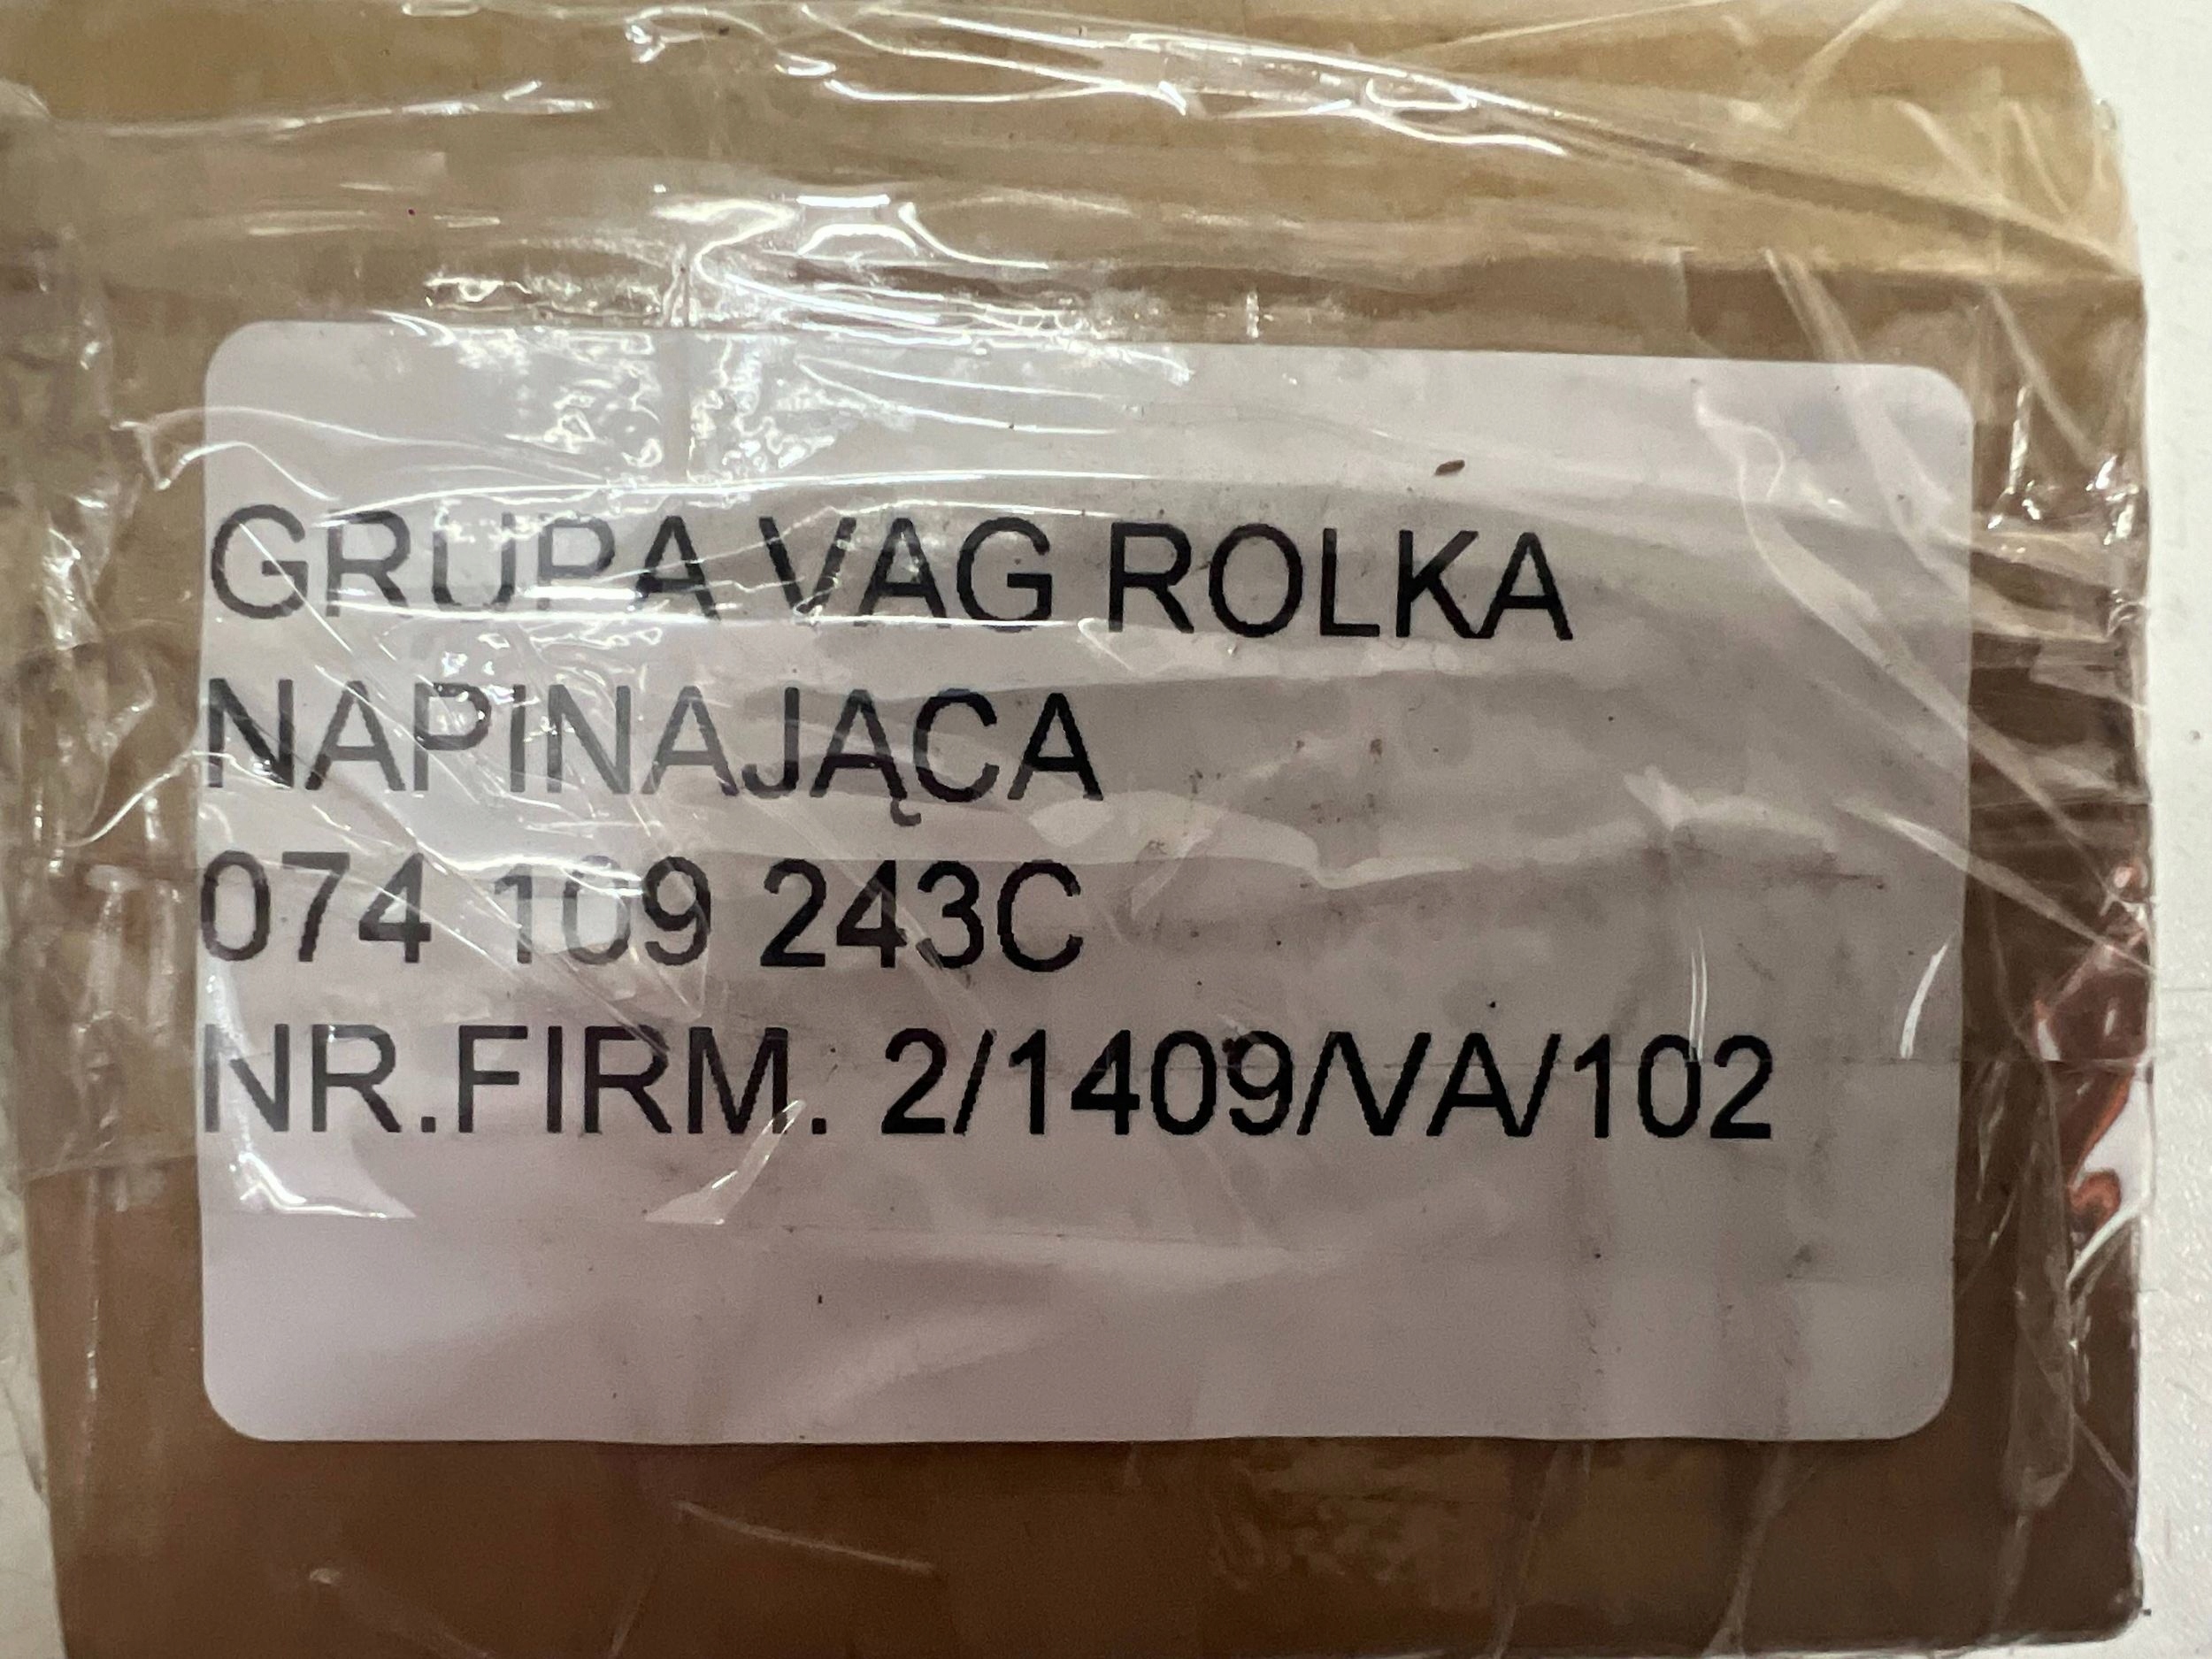 GRUPA VAG ROLKA
NAPINAJĄCA
074 109 243C
NR.FIRM. 2/1409/VA/102